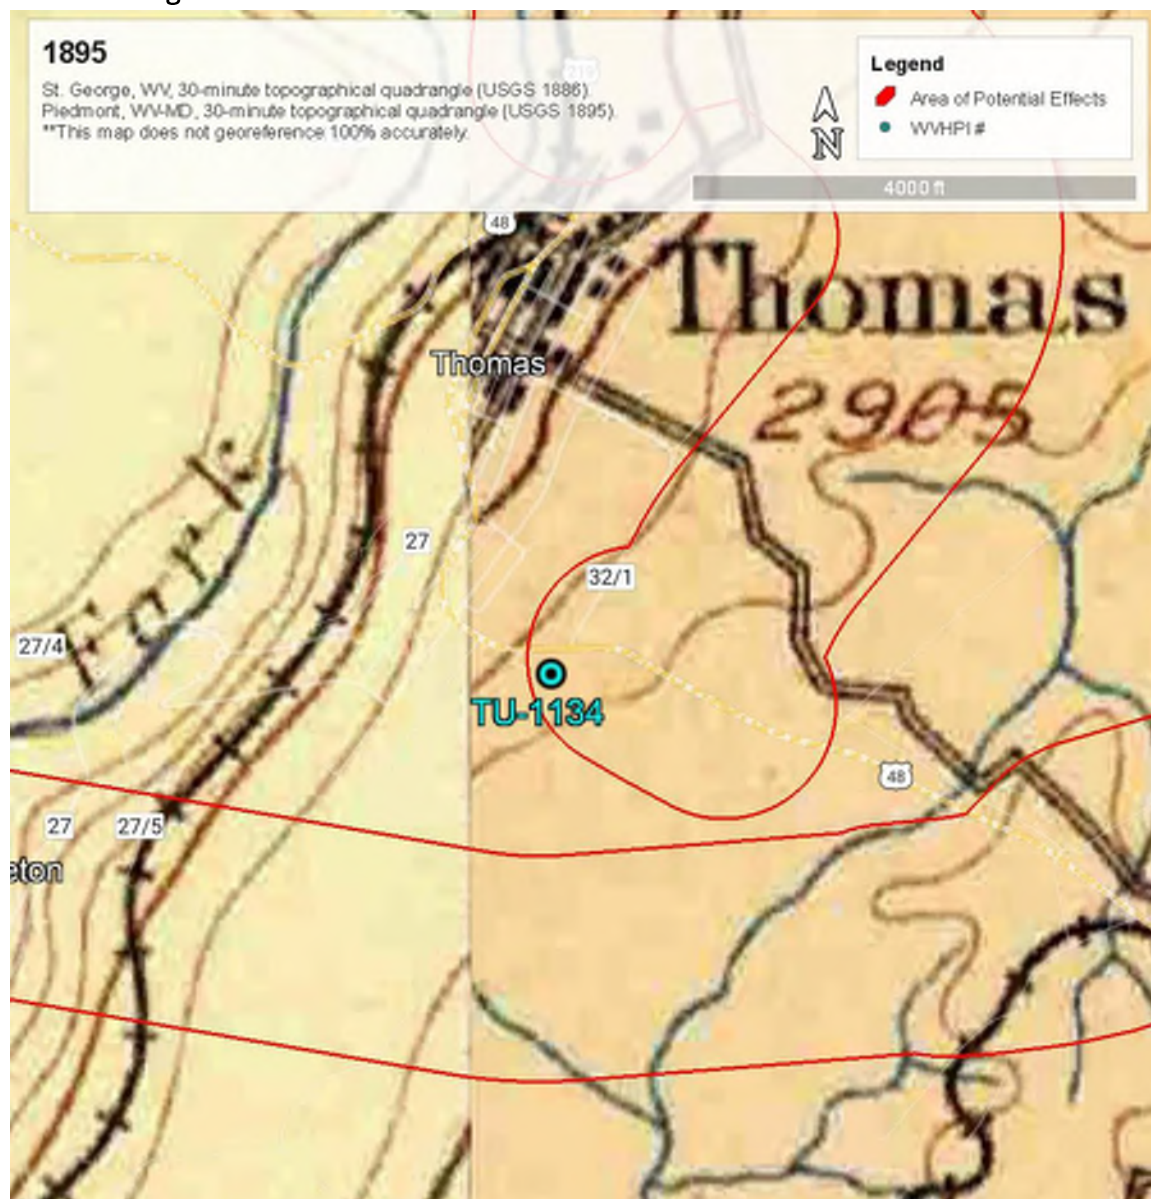 1895
St. George, WV, 30-minute topographical quadrangle (USGS 1886).
Piedmont, WV-MD, 30-minute topographical quadrangle (USGS 1895).
**This map does not georeference 100% accurately.
Legend
Area of Potential Effects
WVHPI #
N
4000 ft
219
48
Thomas
Thomas
2905
Fork
27
32/1
27/4
TU-1134
48
27
27/5
eton